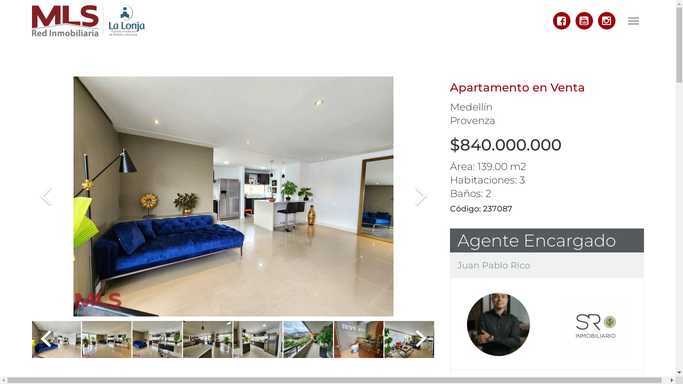 MLS
Red Inmobiliaria
La Lonja
Apartamento en Venta
Medellín
Provenza
$840.000.000
Área: 139.00 m2
Habitaciones: 3
Baños: 2
Código: 237087
Agente Encargado
Juan Pablo Rico
MLS
SR
INMOBILIARIO